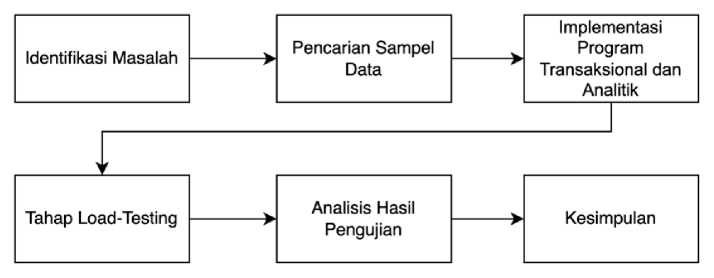 Identifikasi Masalah
Pencarian Sampel
Data
Implementasi
Program
Transaksional dan
Analitik
Tahap Load-Testing
Analisis Hasil
Pengujian
Kesimpulan